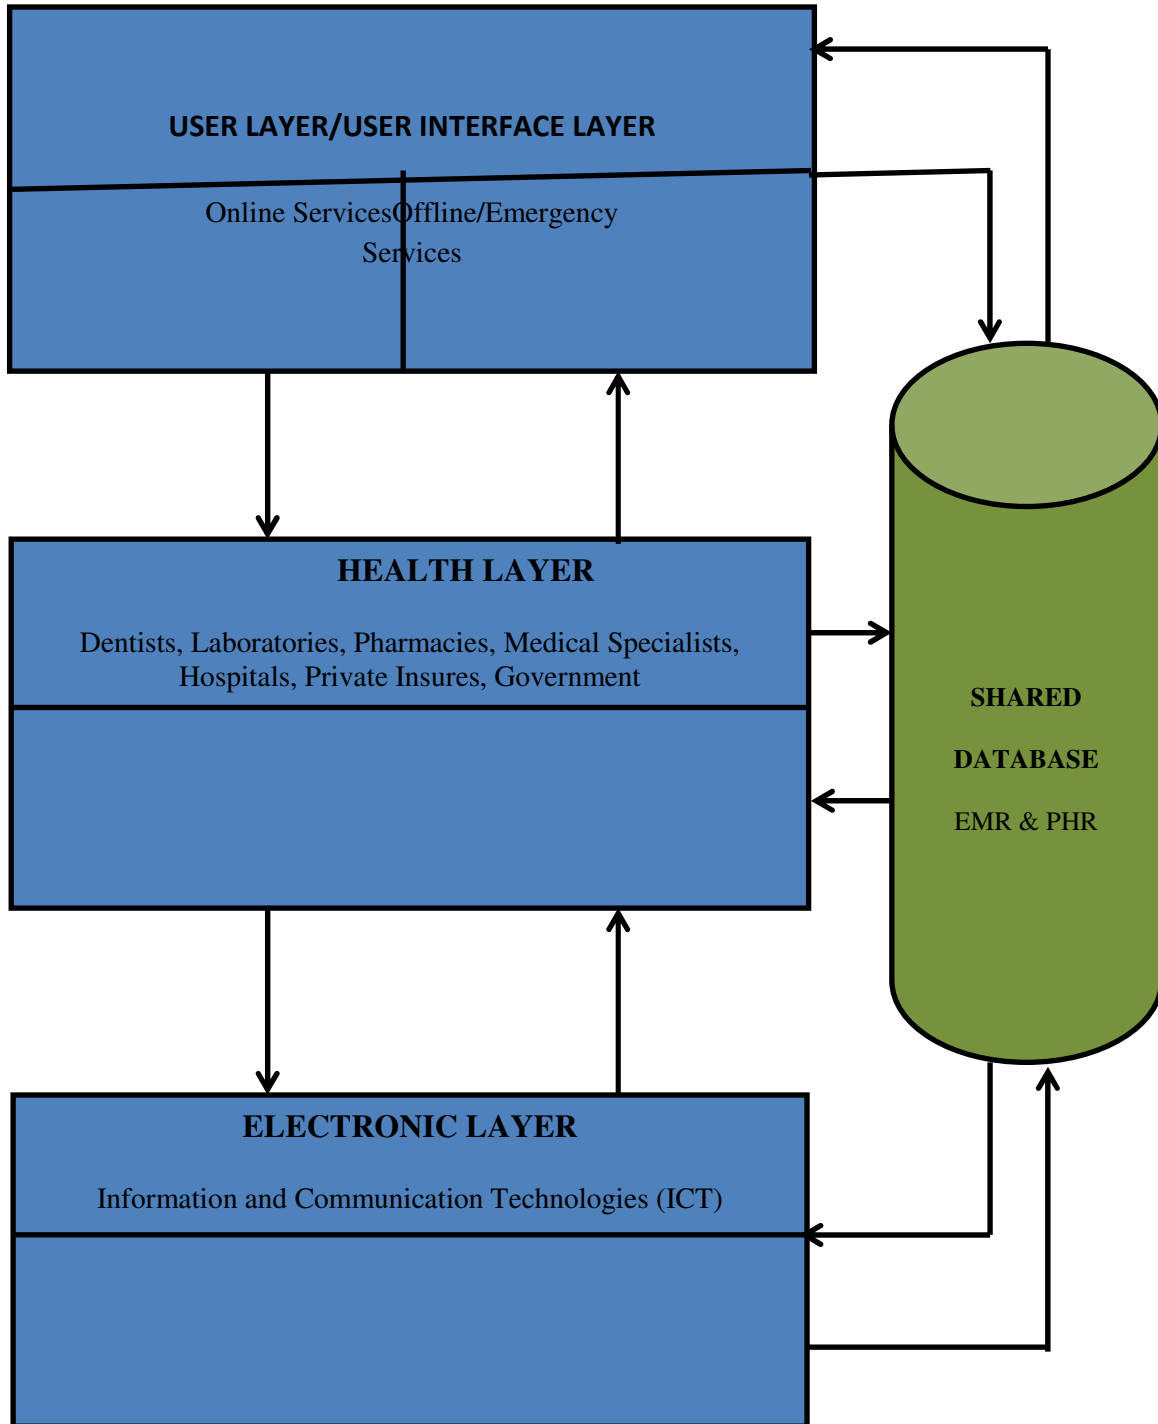 USER LAYER/USER INTERFACE LAYER
Online ServicesOffline/Emergency
Services
HEALTH LAYER
Dentists, Laboratories, Pharmacies, Medical Specialists,
Hospitals, Private Insures, Government
SHARED
DATABASE
EMR & PHR
ELECTRONIC LAYER
Information and Communication Technologies (ICT)